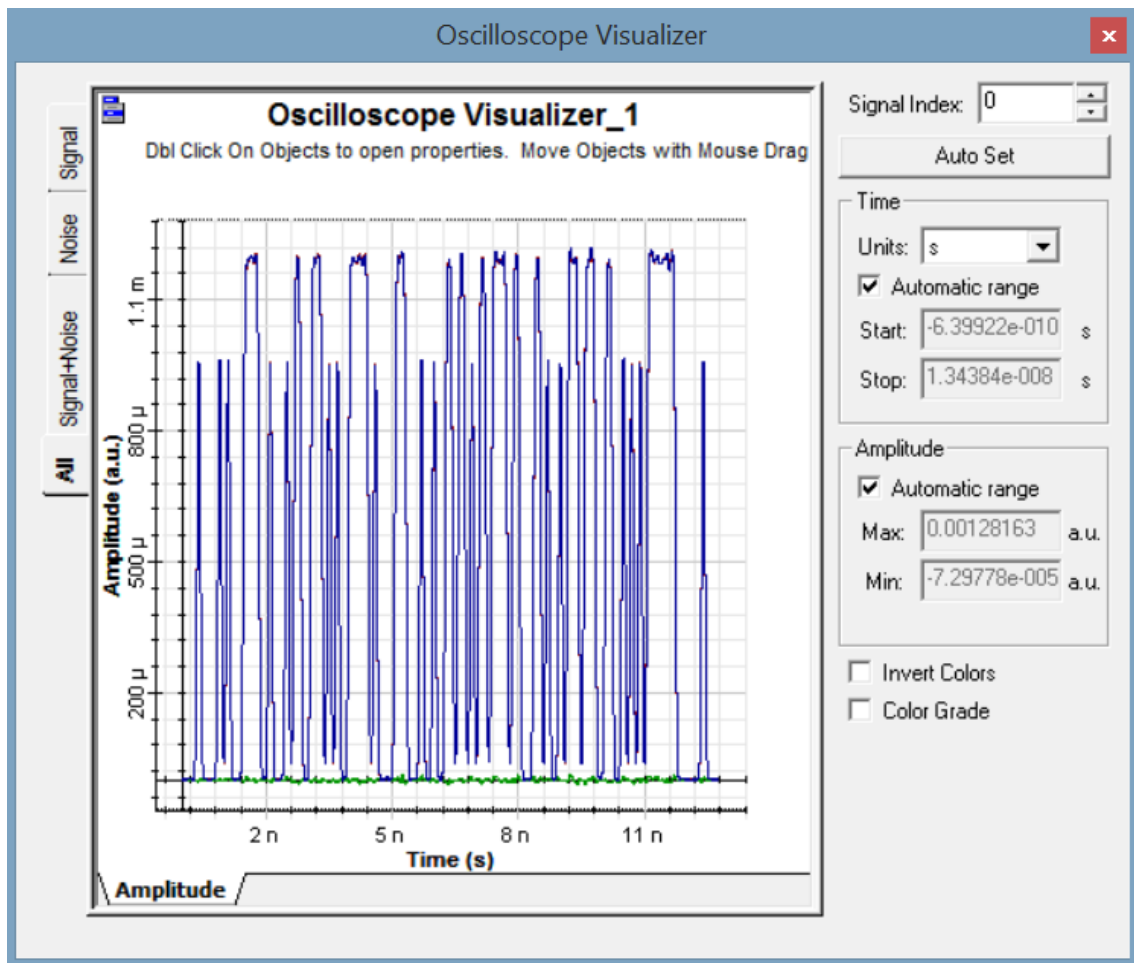 Oscilloscope Visualizer
x
Signal
Noise
Signal+Noise
All
Oscilloscope Visualizer_1
Dbl Click On Objects to open properties. Move Objects with Mouse Drag
Amplitude (a.u.)
1.1 m
800 µ
500 µ
200 µ
2 n 5 n 8 n 11 n
Time (s)
Amplitude
Signal Index: 0
Auto Set
Time
Units: s
Automatic range
Start: -6.39922e-010 s
Stop: 1.34384e-008 s
Amplitude
Automatic range
Max: 0.00128163 a.u.
Min: -7.29778e-005 a.u.
Invert Colors
Color Grade